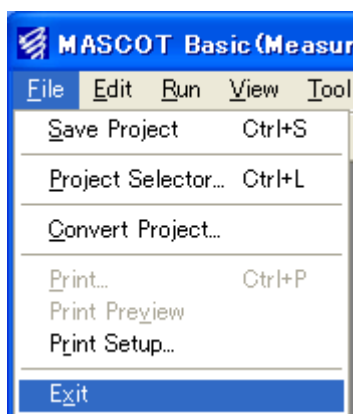 MASCOT Basic(Measur
File Edit Run View Tool
Save Project Ctrl+S
Project Selector... Ctrl+L
Convert Project...
Print... Ctrl+P
Print Preview
Print Setup...
Exit